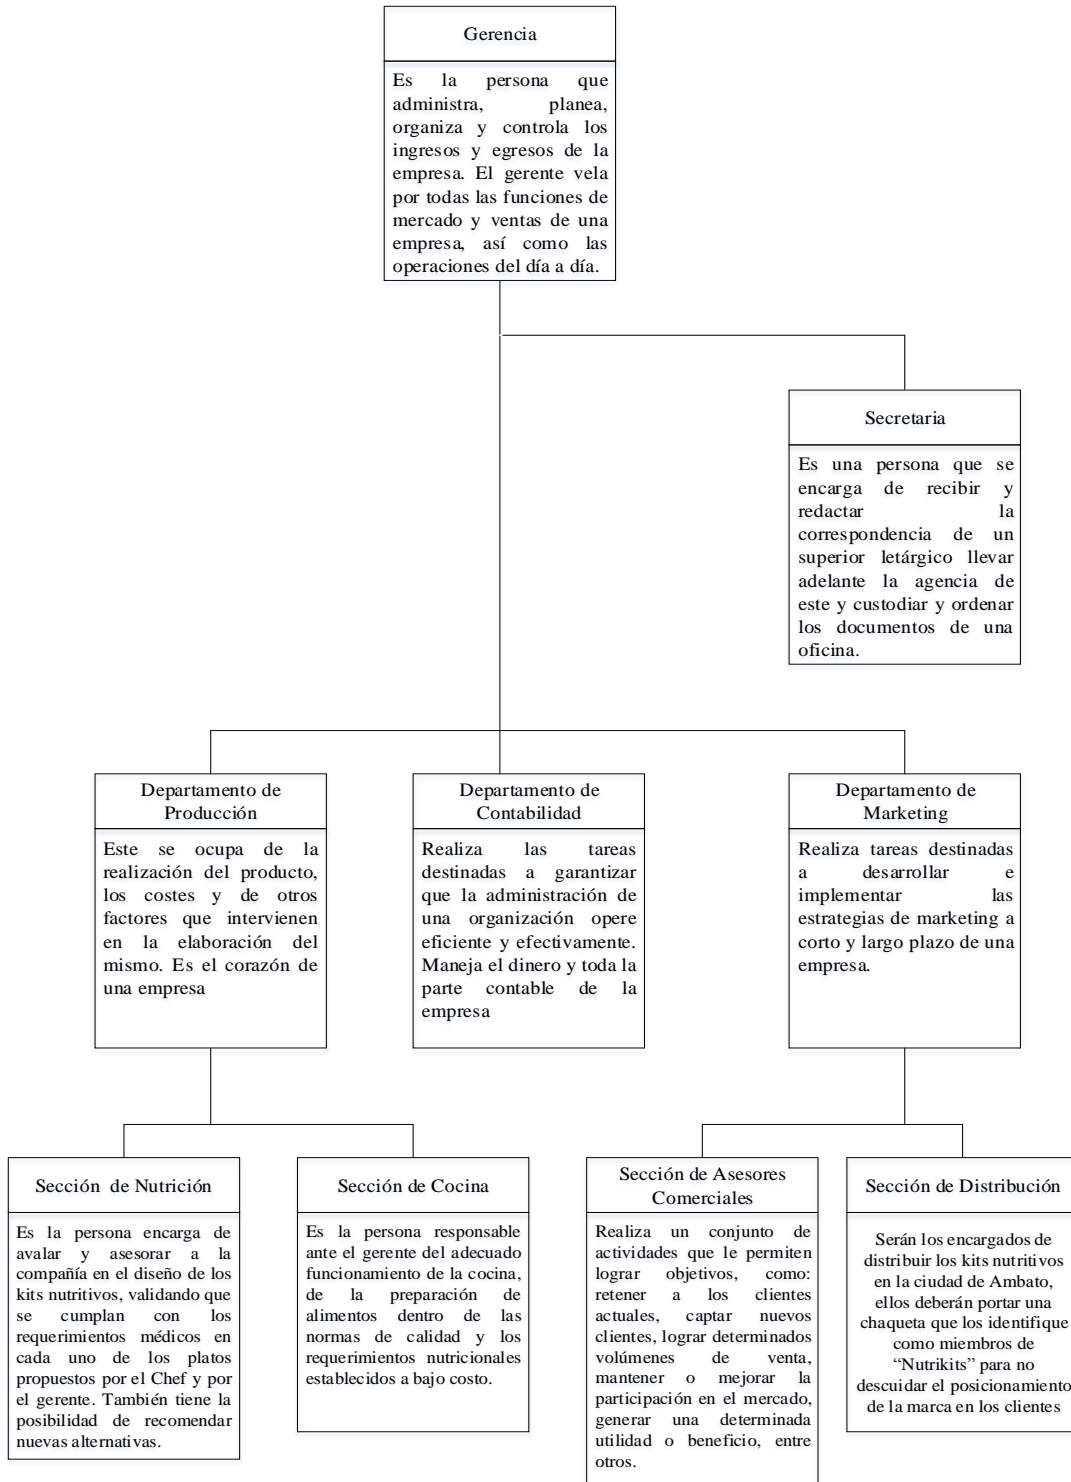 Gerencia
Es la persona que
administra, planea,
organiza y controla los
ingresos y egresos de la
empresa. El gerente vela
por todas las funciones de
mercado y ventas de una
empresa, así como las
operaciones del día a día.
Secretaria
Es una persona que se
encarga de recibir y
redactar la
correspondencia de un
superior letárgico llevar
adelante la agencia de
este y custodiar y ordenar
los documentos de una
oficina.
Departamento de
Producción
Este se ocupa de la
realización del producto,
los costes y de otros
factores que intervienen
en la elaboración del
mismo. Es el corazón de
una empresa
Departamento de
Contabilidad
Realiza las tareas
destinadas a garantizar
que la administración de
una organización opere
eficiente y efectivamente.
Maneja el dinero y toda la
parte contable de la
empresa
Departamento de
Marketing
Realiza tareas destinadas
a desarrollar e
implementar las
estrategias de marketing a
corto y largo plazo de una
empresa.
Sección de Nutrición
Es la persona encarga de
avalar y asesorar a la
compañía en el diseño de los
kits nutritivos, validando que
se cumplan con los
requerimientos médicos en
cada uno de los platos
propuestos por el Chef y por
el gerente. También tiene la
posibilidad de recomendar
nuevas alternativas.
Sección de Cocina
Es la persona responsable
ante el gerente del adecuado
funcionamiento de la cocina,
de la preparación de
alimentos dentro de las
normas de calidad y los
requerimientos nutricionales
establecidos a bajo costo.
Sección de Asesores
Comerciales
Realiza un conjunto de
actividades que le permiten
lograr objetivos, como:
retener a los clientes
actuales, captar nuevos
clientes, lograr determinados
volúmenes de venta,
mantener o mejorar la
participación en el mercado,
generar una determinada
utilidad o beneficio, entre
otros.
Sección de Distribución
Serán los encargados de
distribuir los kits nutritivos
en la ciudad de Ambato,
ellos deberán portar una
chaqueta que los identifique
como miembros de
“Nutrikits” para no
descuidar el posicionamiento
de la marca en los clientes